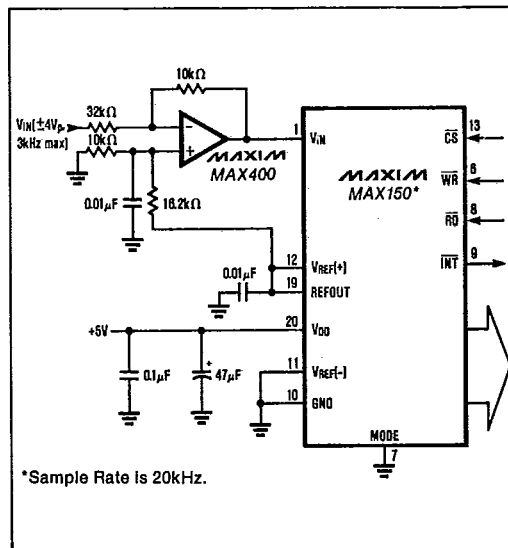 10kΩ
VIN(±4Vp,
3kHz max)
32kΩ
10kΩ
0.01µF
16.2kΩ
MAXIM
MAX400
1 VIN
MAXIM
MAX150*
CS 13
WR 6
RD 8
INT 9
12 VREF(+)
0.01µF
19 REFOUT
+5V
20 VDD
0.1µF
+
47µF
11 VREF(-)
10 GND
MODE
7
*Sample Rate is 20kHz.